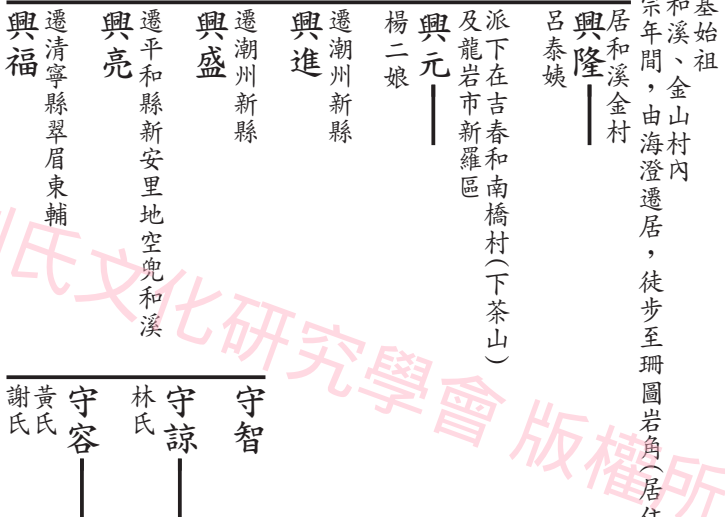 基始祖
和溪、金山村內
宗年間，由海澄遷居，徒步至珊圖岩角(居住
居和溪金村
興隆
呂泰姨
派下在吉春和南橋村(下茶山)
及龍岩市新羅區
興元
楊二娘
遷潮州新縣
興進
遷潮州新縣
興盛
遷平和縣新安里地空兜和溪
興亮
遷清寧縣翠眉東輔
興福
守智
守諒
林氏
守容
黃氏
謝氏
氏文化研究學會 版權所